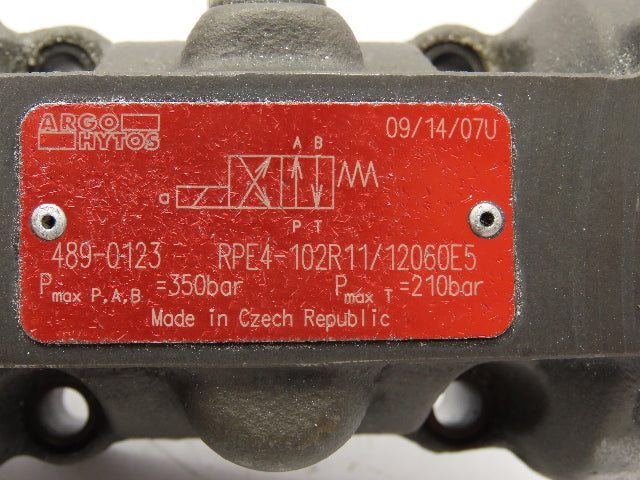 ARGO
HYTOS
09/14/07U
A B
a
P T
489-0123 RPE4-102R11/12060E5
Pmax P,A,B =350bar Pmax T =210bar
Made in Czech Republic